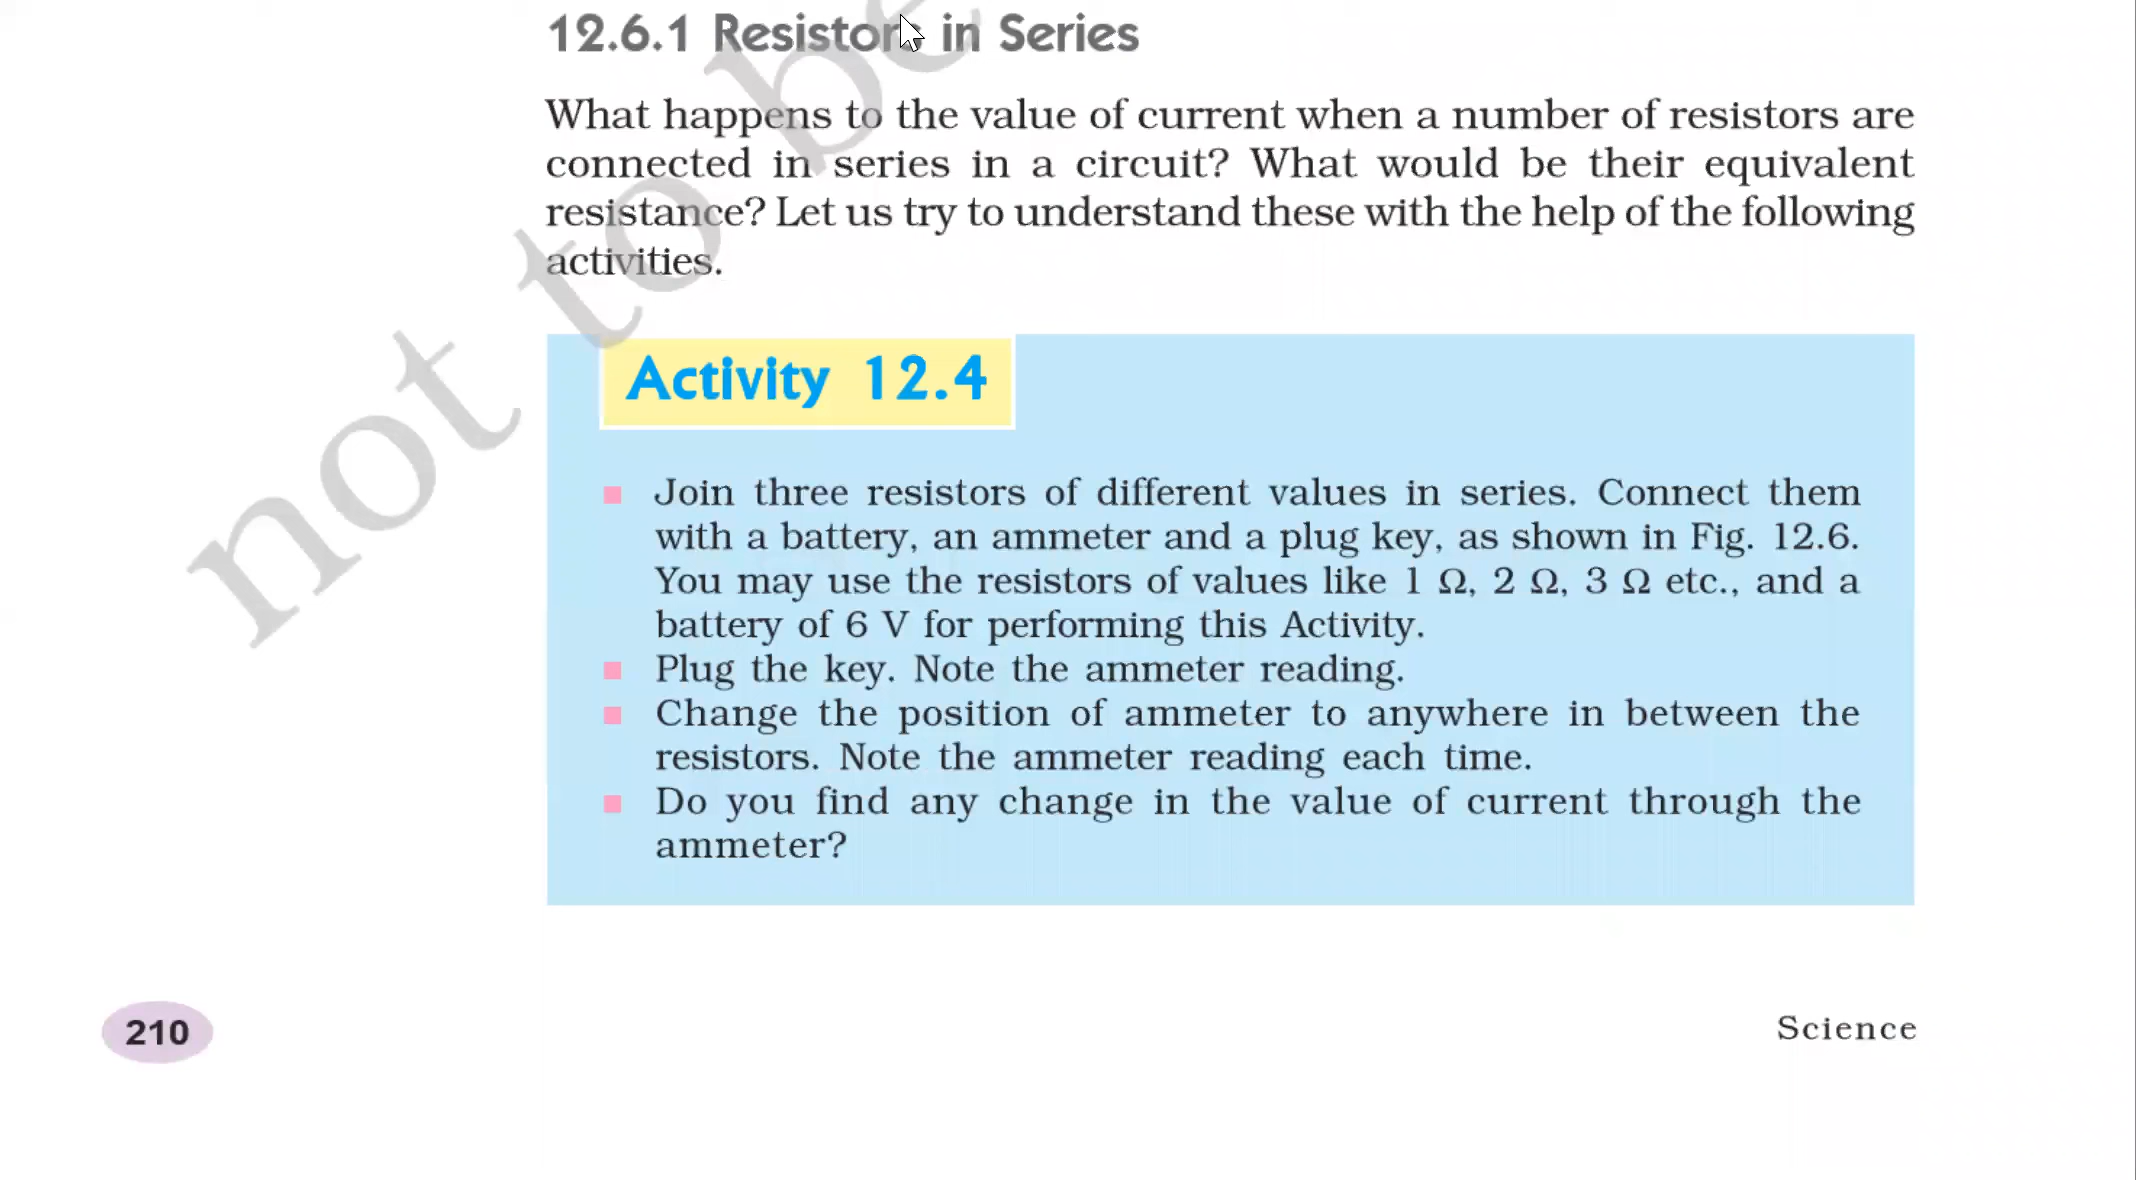 12.6.1 Resistors in Series
What happens to the value of current when a number of resistors are
connected in series in a circuit? What would be their equivalent
resistance? Let us try to understand these with the help of the following
activities.
Activity 12.4
Join three resistors of different values in series. Connect them
with a battery, an ammeter and a plug key, as shown in Fig. 12.6.
You may use the resistors of values like 1 Ω, 2 Ω, 3 Ω etc., and a
battery of 6 V for performing this Activity.
Plug the key. Note the ammeter reading.
Change the position of ammeter to anywhere in between the
resistors. Note the ammeter reading each time.
Do you find any change in the value of current through the
ammeter?
210
Science
not to be